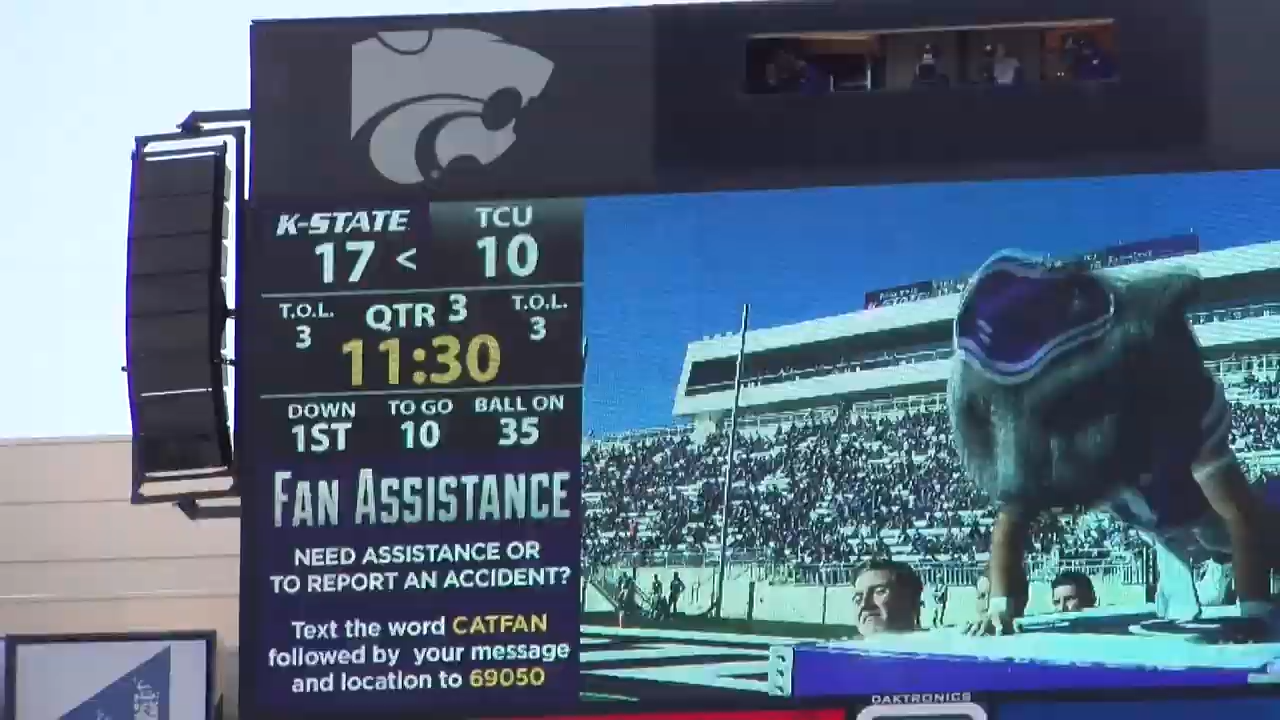 K-STATE TCU
17 < 10
T.O.L. QTR 3 T.O.L.
3 11:30 3
DOWN TO GO BALL ON
1ST 10 35
FAN ASSISTANCE
NEED ASSISTANCE OR
TO REPORT AN ACCIDENT?
Text the word CATFAN
followed by your message
and location to 69050
DAKTRONICS